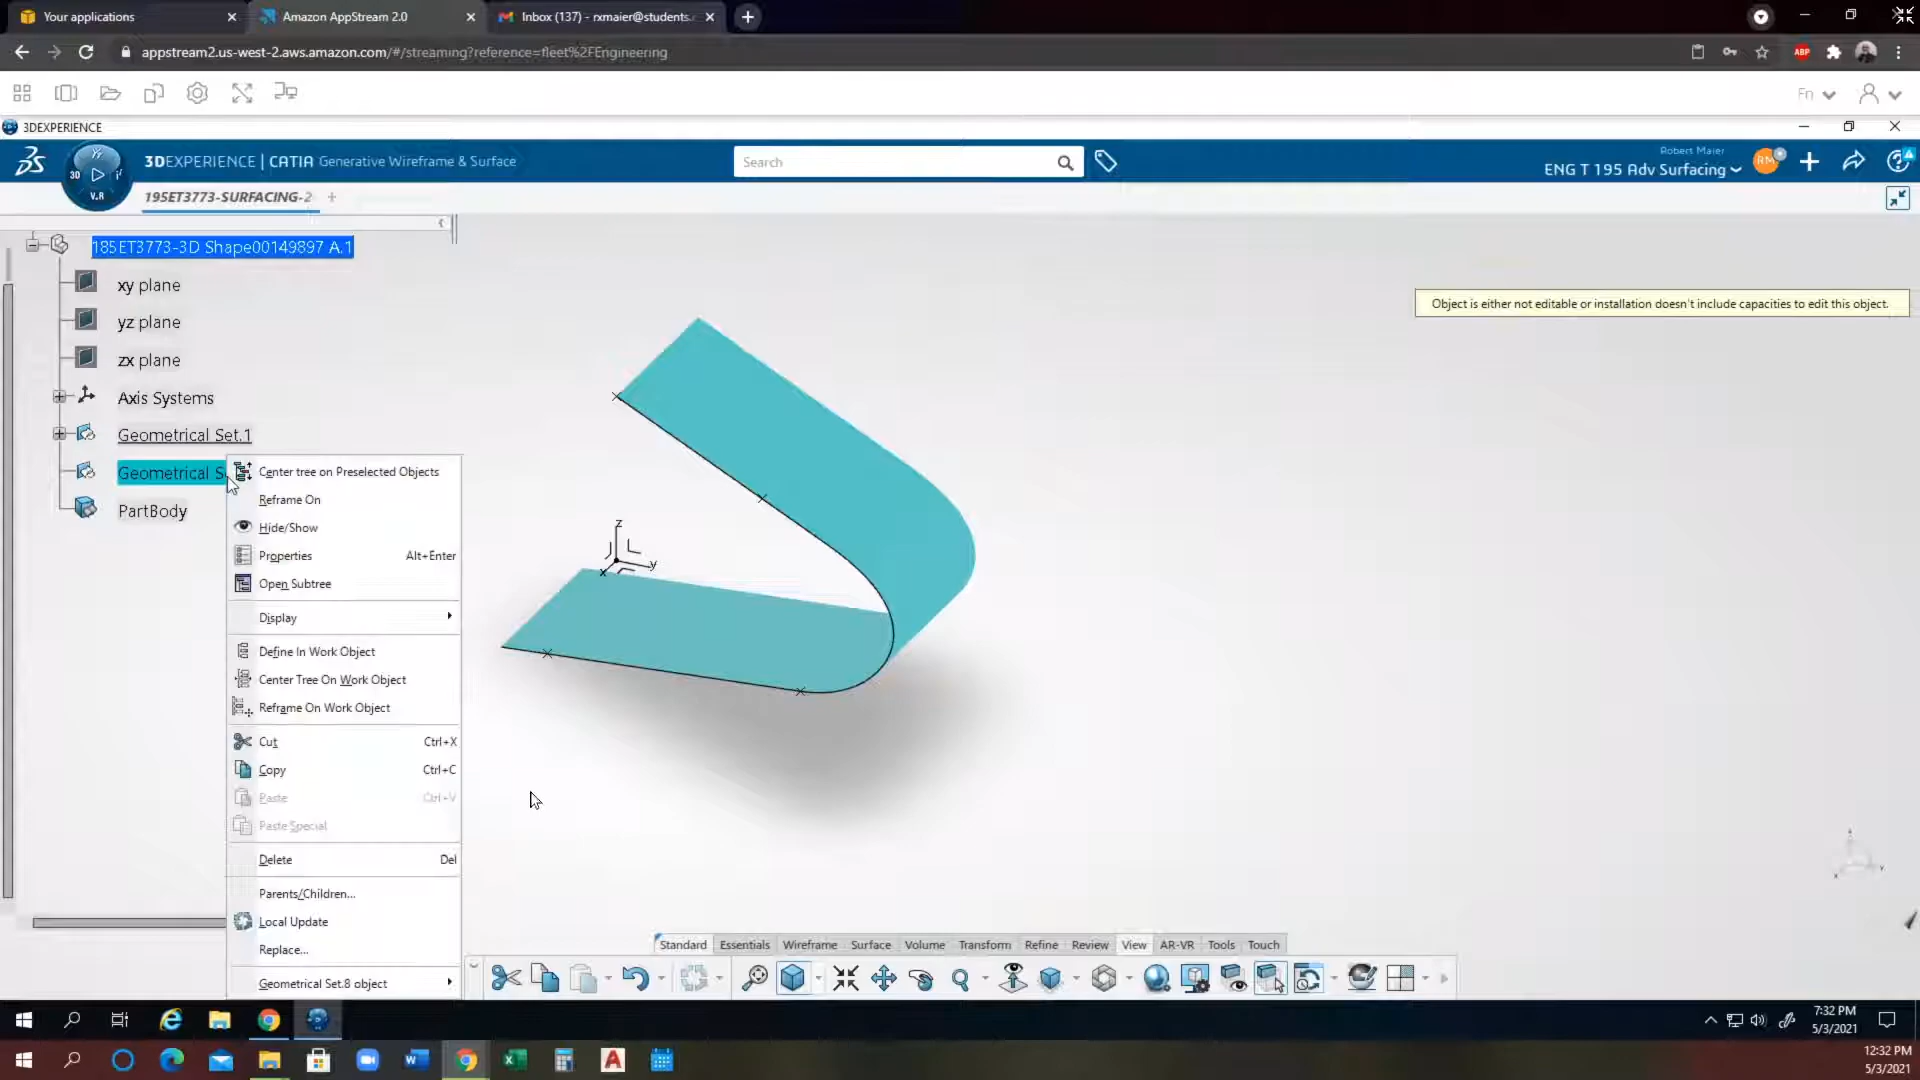 Your applications
Amazon AppStream 2.0
Inbox (137) - rxmaier@students.
appstream2.us-west-2.aws.amazon.com/#/streaming?reference=fleet%2FEngineering
ABP
Fn
3DEXPERIENCE
3DEXPERIENCE | CATIA Generative Wireframe & Surface
3D
V.R
Search
Robert Maier
ENG T 195 Adv Surfacing
RM
195ET3773-SURFACING-2
185ET3773-3D Shape00149897 A.1
xy plane
yz plane
zx plane
Axis Systems
Geometrical Set.1
Geometrical S
PartBody
Object is either not editable or installation doesn't include capacities to edit this object.
Center tree on Preselected Objects
Reframe On
Hide/Show
Properties Alt+Enter
Open Subtree
Display
Define In Work Object
Center Tree On Work Object
Reframe On Work Object
Cut Ctrl+X
Copy Ctrl+C
Paste Ctrl+V
Paste Special
Delete Del
Parents/Children...
Local Update
Replace...
Geometrical Set.8 object
z
y
x
Standard Essentials Wireframe Surface Volume Transform Refine Review View AR-VR Tools Touch
7:32 PM
5/3/2021
12:32 PM
5/3/2021